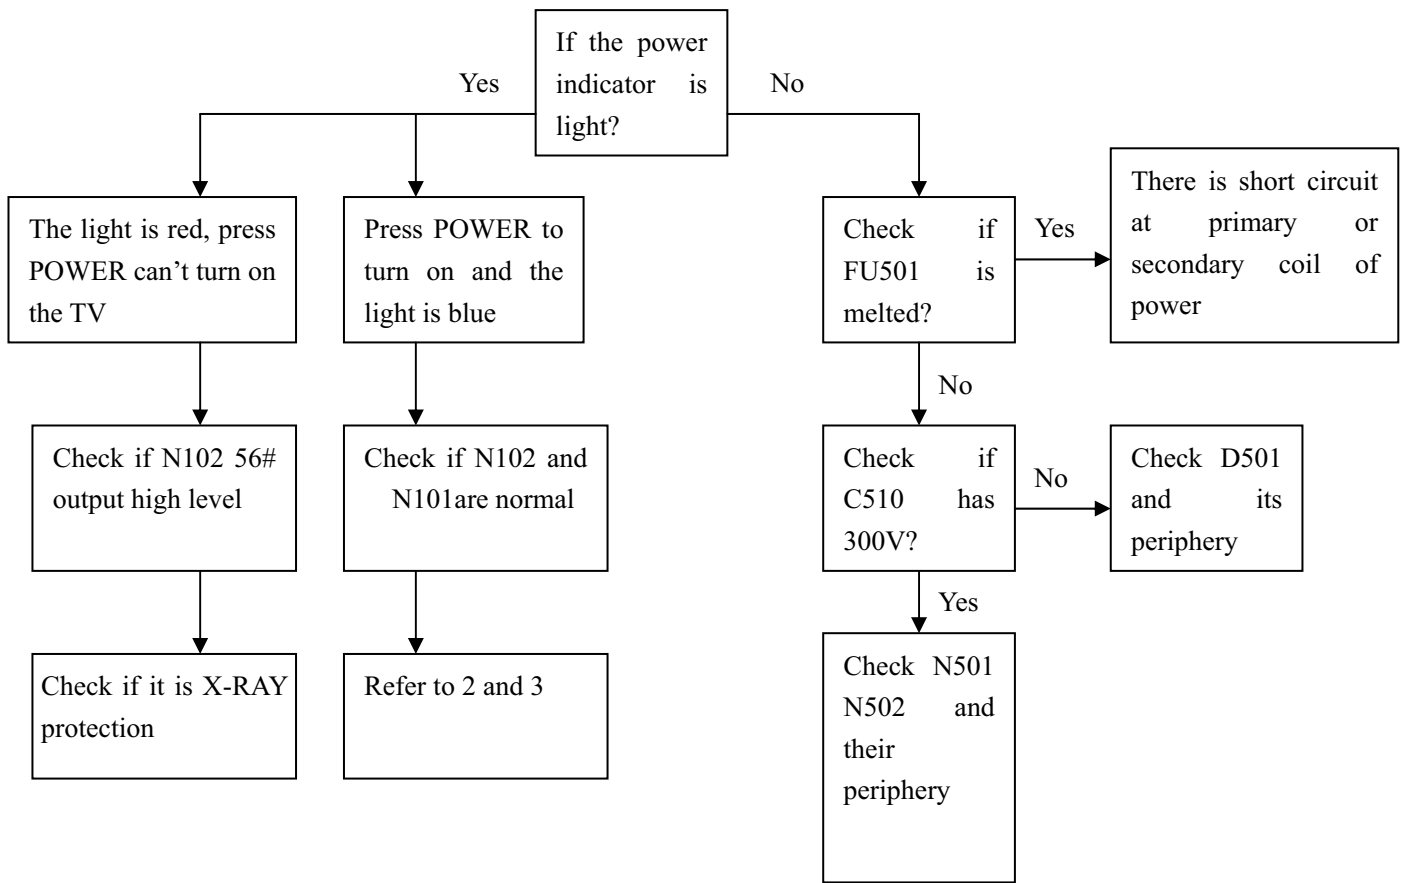 If the power
indicator is
light?
Yes
No
The light is red, press
POWER can’t turn on
the TV
Press POWER to
turn on and the
light is blue
Check if
FU501 is
melted?
Yes
There is short circuit
at primary or
secondary coil of
power
No
Check if N102 56#
output high level
Check if N102 and
N101are normal
Check if
C510 has
300V?
No
Check D501
and its
periphery
Yes
Check if it is X-RAY
protection
Refer to 2 and 3
Check N501
N502 and
their
periphery